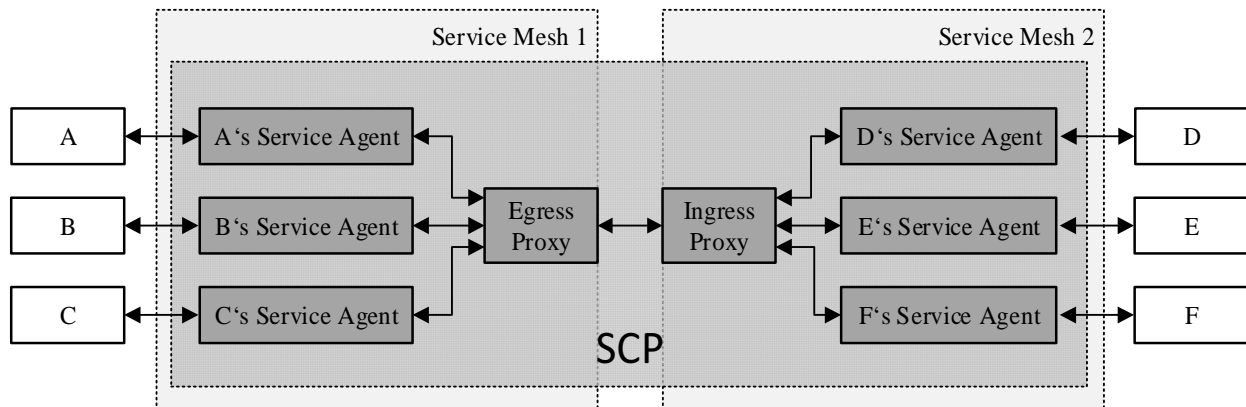 Service Mesh 1
Service Mesh 2
A
A‘s Service Agent
D‘s Service Agent
D
B
B‘s Service Agent
Egress
Proxy
Ingress
Proxy
E‘s Service Agent
E
C
C‘s Service Agent
F‘s Service Agent
F
SCP